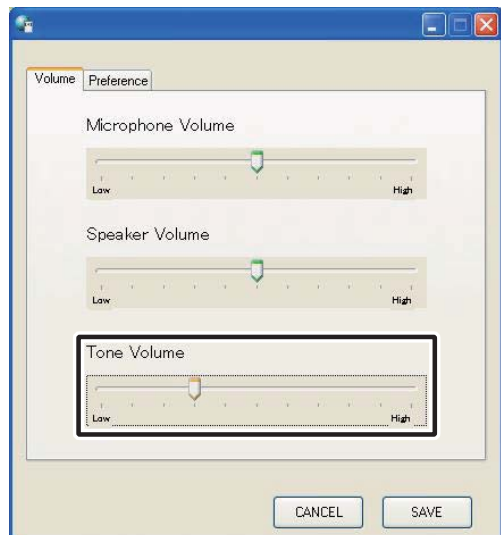 Volume Preference
Microphone Volume
Low High
Speaker Volume
Low High
Tone Volume
Low High
CANCEL SAVE